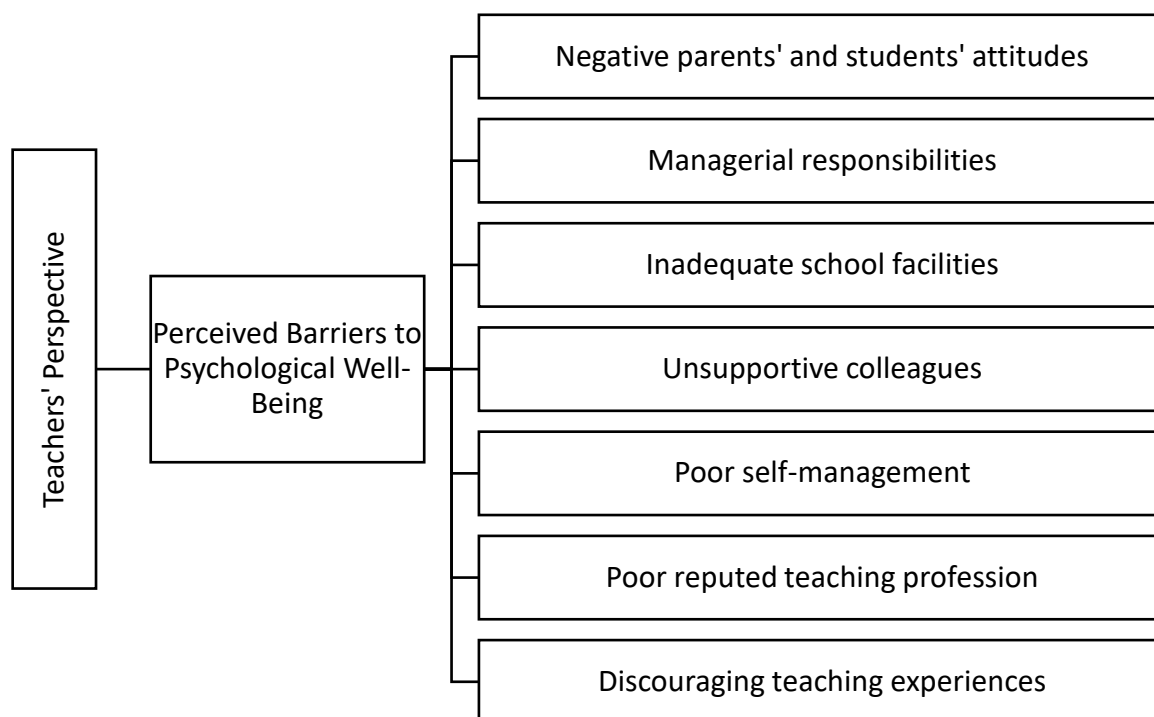 Teachers' Perspective
Perceived Barriers to
Psychological Well-
Being
Negative parents' and students' attitudes
Managerial responsibilities
Inadequate school facilities
Unsupportive colleagues
Poor self-management
Poor reputed teaching profession
Discouraging teaching experiences